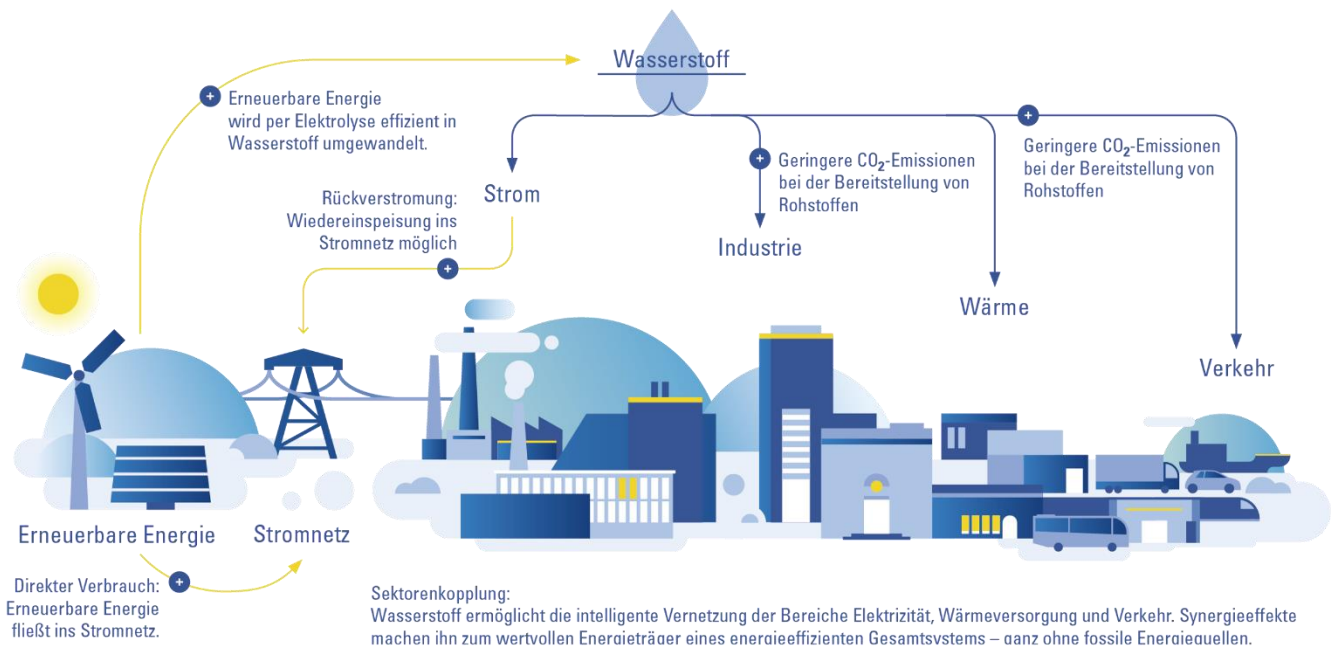 Wasserstoff
Erneuerbare Energie
wird per Elektrolyse effizient in
Wasserstoff umgewandelt.
Strom
Rückverstromung:
Wiedereinspeisung ins
Stromnetz möglich
Geringere CO₂-Emissionen
bei der Bereitstellung von
Rohstoffen
Industrie
Wärme
Geringere CO₂-Emissionen
bei der Bereitstellung von
Rohstoffen
Verkehr
Erneuerbare Energie
Stromnetz
Direkter Verbrauch:
Erneuerbare Energie
fließt ins Stromnetz.
Sektorenkopplung:
Wasserstoff ermöglicht die intelligente Vernetzung der Bereiche Elektrizität, Wärmeversorgung und Verkehr. Synergieeffekte
machen ihn zum wertvollen Energieträger eines energieeffizienten Gesamtsystems – ganz ohne fossile Energiequellen.